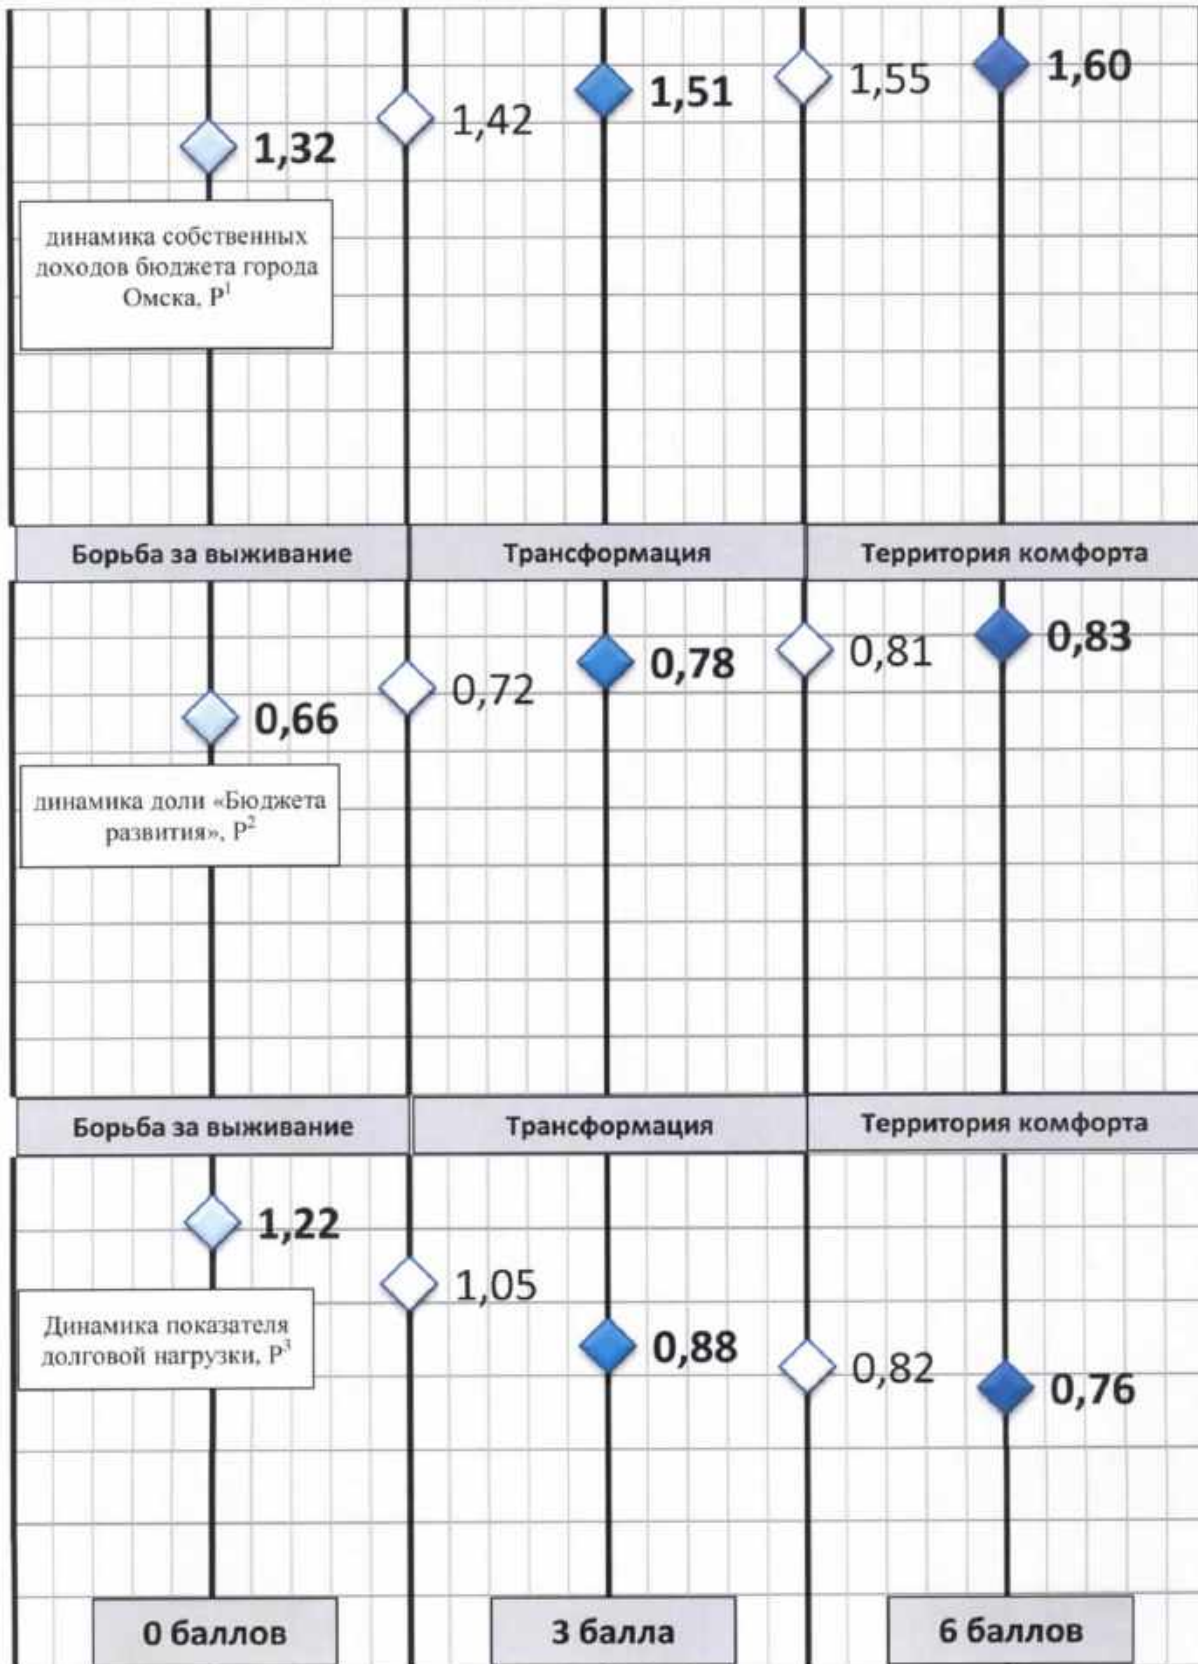 1,32
1,42
1,51
1,55
1,60
динамика собственных
доходов бюджета города
Омска, Р¹
Борьба за выживание
Трансформация
Территория комфорта
0,66
0,72
0,78
0,81
0,83
динамика доли «Бюджета
развития», Р²
Борьба за выживание
Трансформация
Территория комфорта
1,22
1,05
0,88
0,82
0,76
Динамика показателя
долговой нагрузки, Р³
0 баллов
3 балла
6 баллов